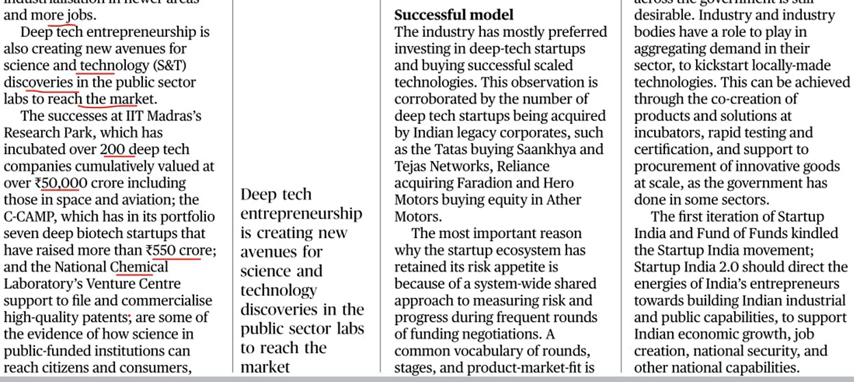 and more jobs.
Deep tech entrepreneurship is
also creating new avenues for
science and technology (S&T)
discoveries in the public sector
labs to reach the market.
The successes at IIT Madras's
Research Park, which has
incubated over 200 deep tech
companies cumulatively valued at
over ₹50,000 crore including
those in space and aviation; the
C-CAMP, which has in its portfolio
seven deep biotech startups that
have raised more than ₹550 crore;
and the National Chemical
Laboratory's Venture Centre
support to file and commercialise
high-quality patents; are some of
the evidence of how science in
public-funded institutions can
reach citizens and consumers,
Deep tech
entrepreneurship
is creating new
avenues for
science and
technology
discoveries in the
public sector labs
to reach the
market
Successful model
The industry has mostly preferred
investing in deep-tech startups
and buying successful scaled
technologies. This observation is
corroborated by the number of
deep tech startups being acquired
by Indian legacy corporates, such
as the Tatas buying Saankhya and
Tejas Networks, Reliance
acquiring Faradion and Hero
Motors buying equity in Ather
Motors.
The most important reason
why the startup ecosystem has
retained its risk appetite is
because of a system-wide shared
approach to measuring risk and
progress during frequent rounds
of funding negotiations. A
common vocabulary of rounds,
stages, and product-market-fit is
desirable. Industry and industry
bodies have a role to play in
aggregating demand in their
sector, to kickstart locally-made
technologies. This can be achieved
through the co-creation of
products and solutions at
incubators, rapid testing and
certification, and support to
procurement of innovative goods
at scale, as the government has
done in some sectors.
The first iteration of Startup
India and Fund of Funds kindled
the Startup India movement;
Startup India 2.0 should direct the
energies of India's entrepreneurs
towards building Indian industrial
and public capabilities, to support
Indian economic growth, job
creation, national security, and
other national capabilities.